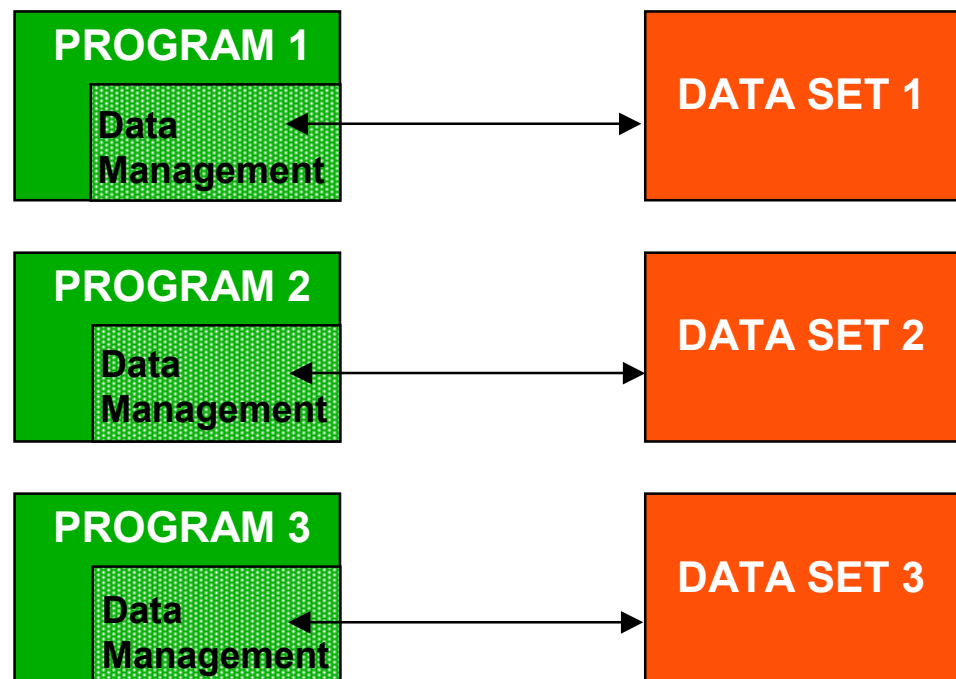 PROGRAM 1
Data
Management
DATA SET 1
PROGRAM 2
Data
Management
DATA SET 2
PROGRAM 3
Data
Management
DATA SET 3